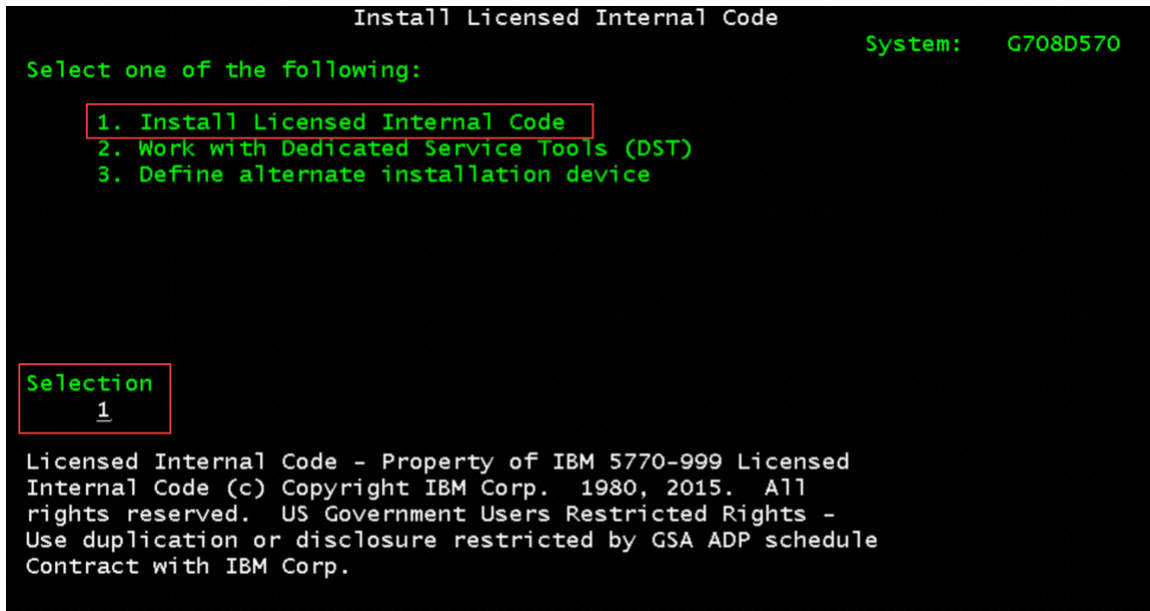 Install Licensed Internal Code
System: G708D570
Select one of the following:
1. Install Licensed Internal Code
2. Work with Dedicated Service Tools (DST)
3. Define alternate installation device
Selection
1
Licensed Internal Code - Property of IBM 5770-999 Licensed
Internal Code (c) Copyright IBM Corp. 1980, 2015. All
rights reserved. US Government Users Restricted Rights -
Use duplication or disclosure restricted by GSA ADP schedule
Contract with IBM Corp.